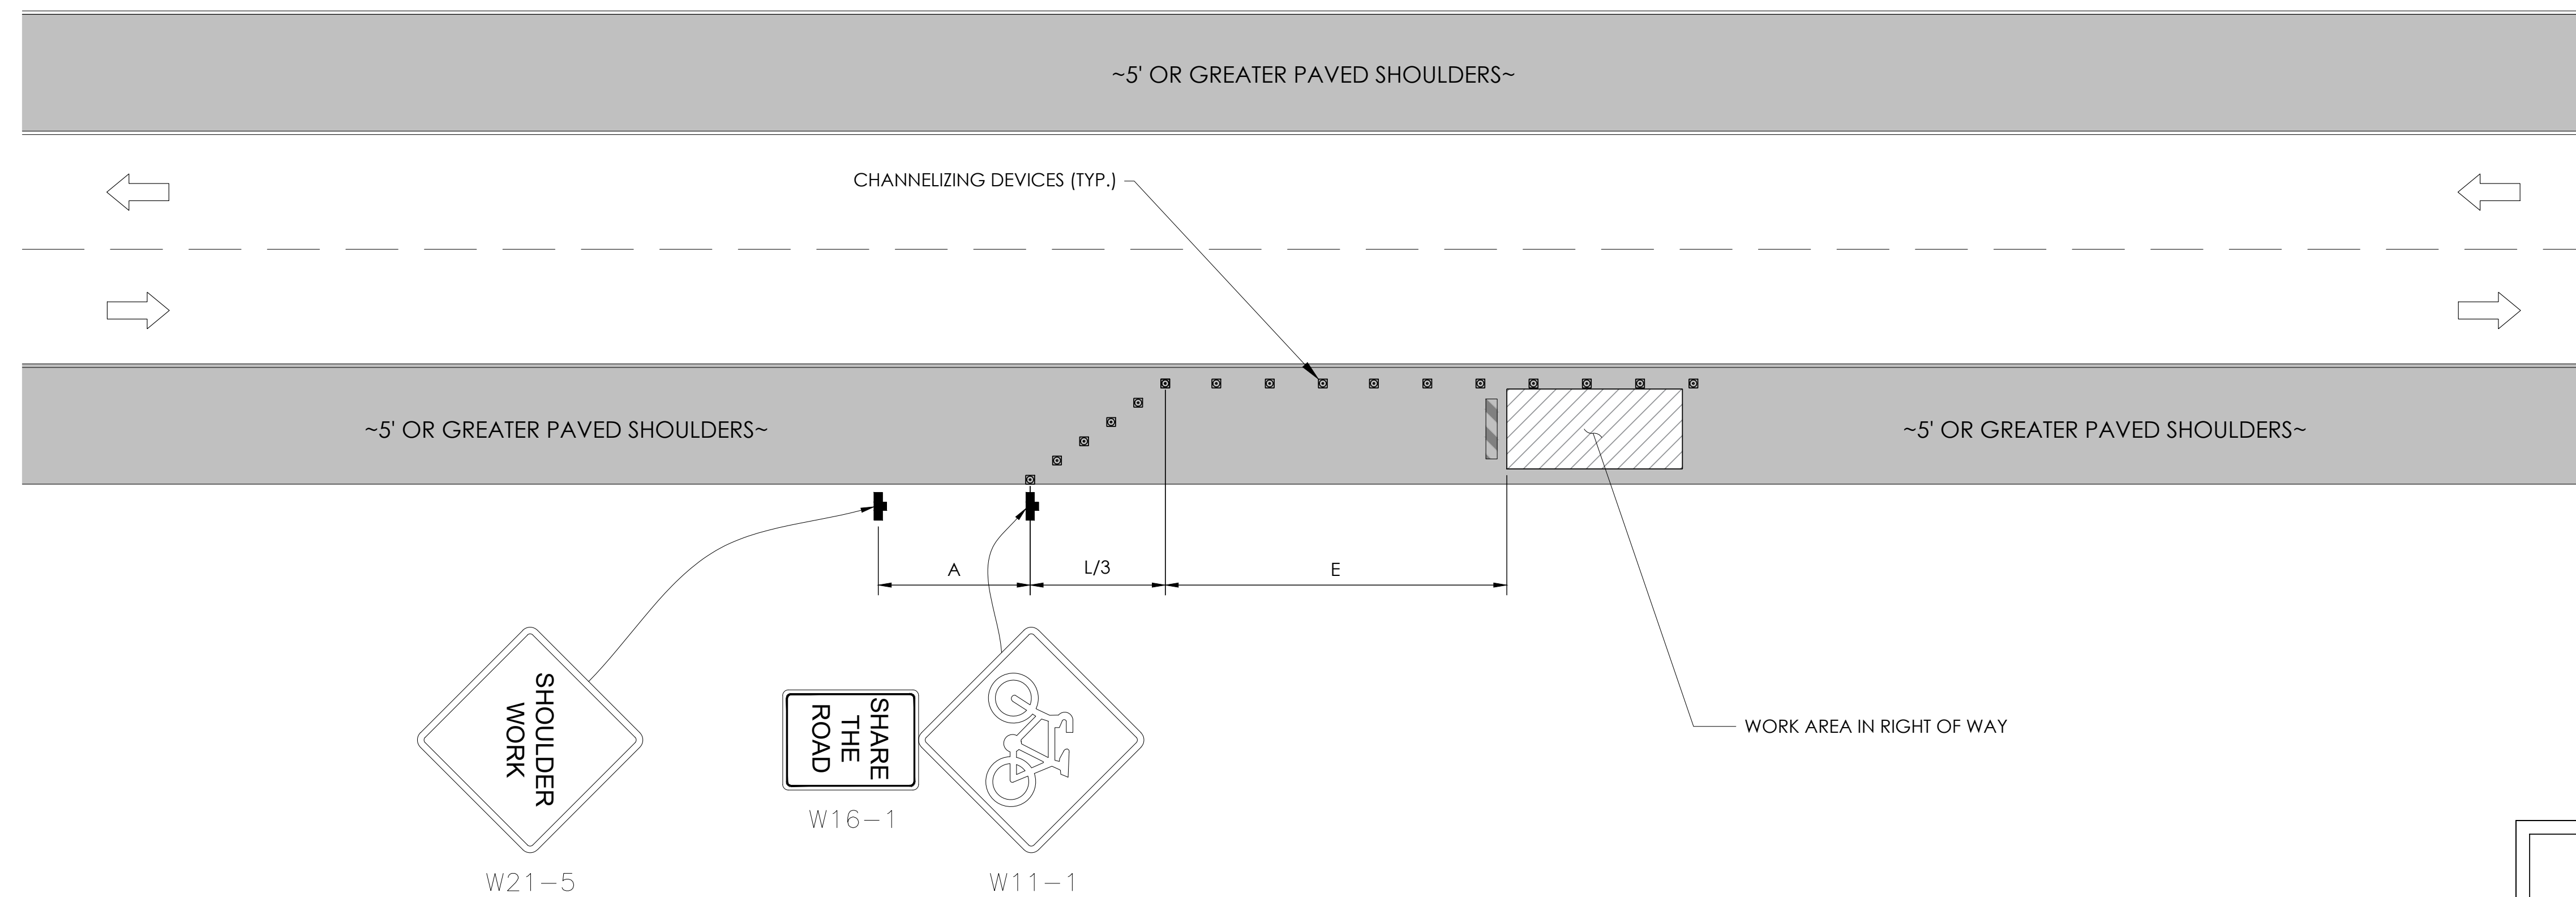 ~5' OR GREATER PAVED SHOULDERS~
CHANNELIZING DEVICES (TYP.)
~5' OR GREATER PAVED SHOULDERS~
~5' OR GREATER PAVED SHOULDERS~
A
L/3
E
SHOULDER
WORK
W21-5
SHARE
THE
ROAD
W16-1
W11-1
WORK AREA IN RIGHT OF WAY